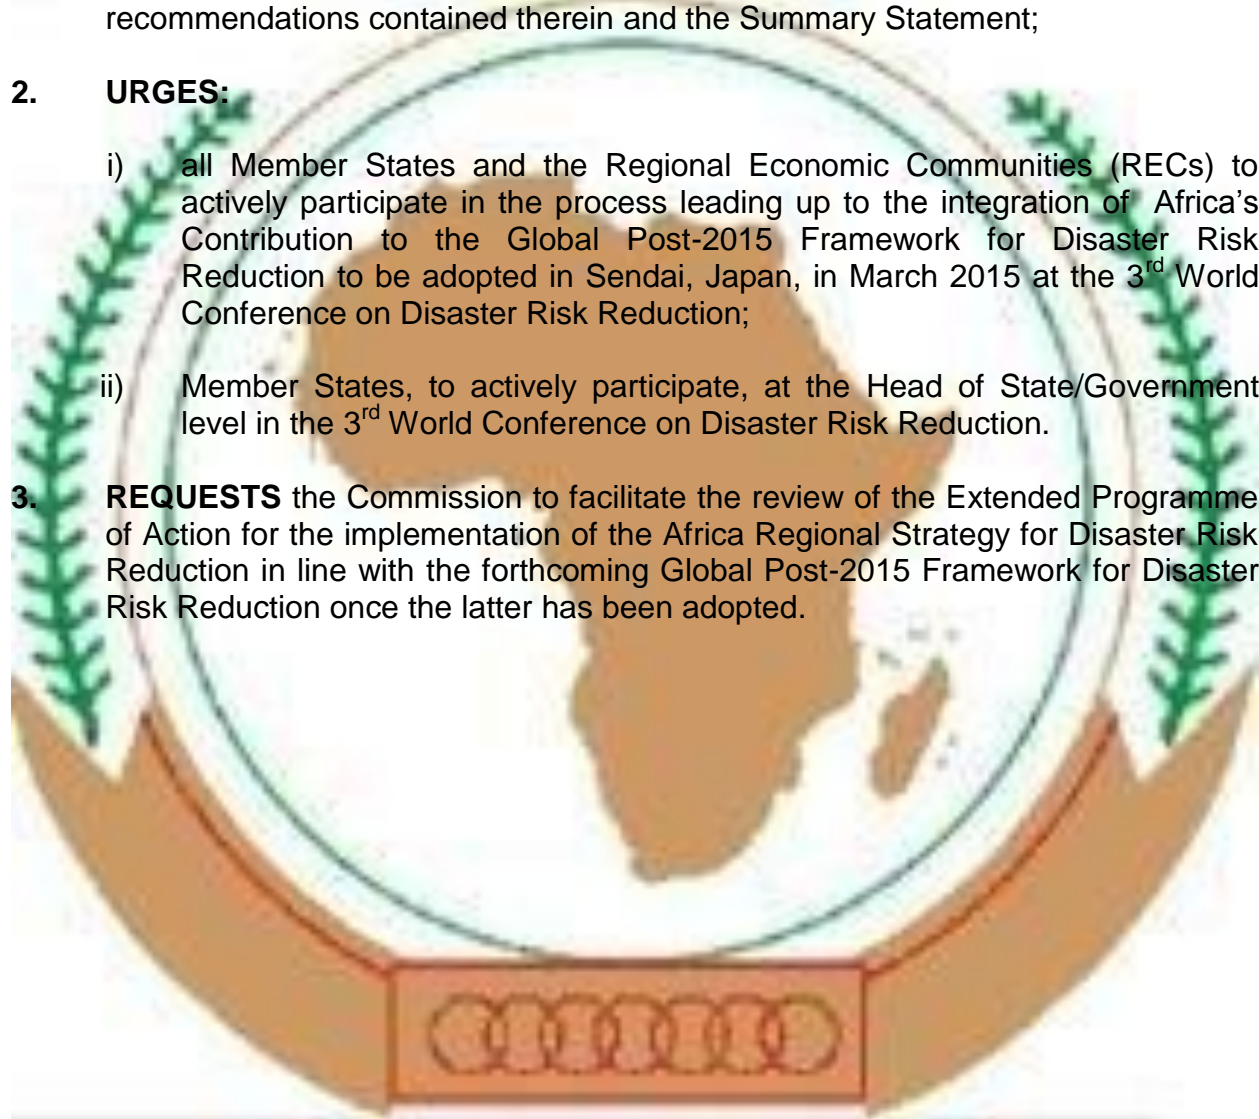 recommendations contained therein and the Summary Statement;
2. URGES:
i) all Member States and the Regional Economic Communities (RECs) to
actively participate in the process leading up to the integration of Africa's
Contribution to the Global Post-2015 Framework for Disaster Risk
Reduction to be adopted in Sendai, Japan, in March 2015 at the 3rd World
Conference on Disaster Risk Reduction;
ii) Member States, to actively participate, at the Head of State/Government
level in the 3rd World Conference on Disaster Risk Reduction.
3. REQUESTS the Commission to facilitate the review of the Extended Programme
of Action for the implementation of the Africa Regional Strategy for Disaster Risk
Reduction in line with the forthcoming Global Post-2015 Framework for Disaster
Risk Reduction once the latter has been adopted.